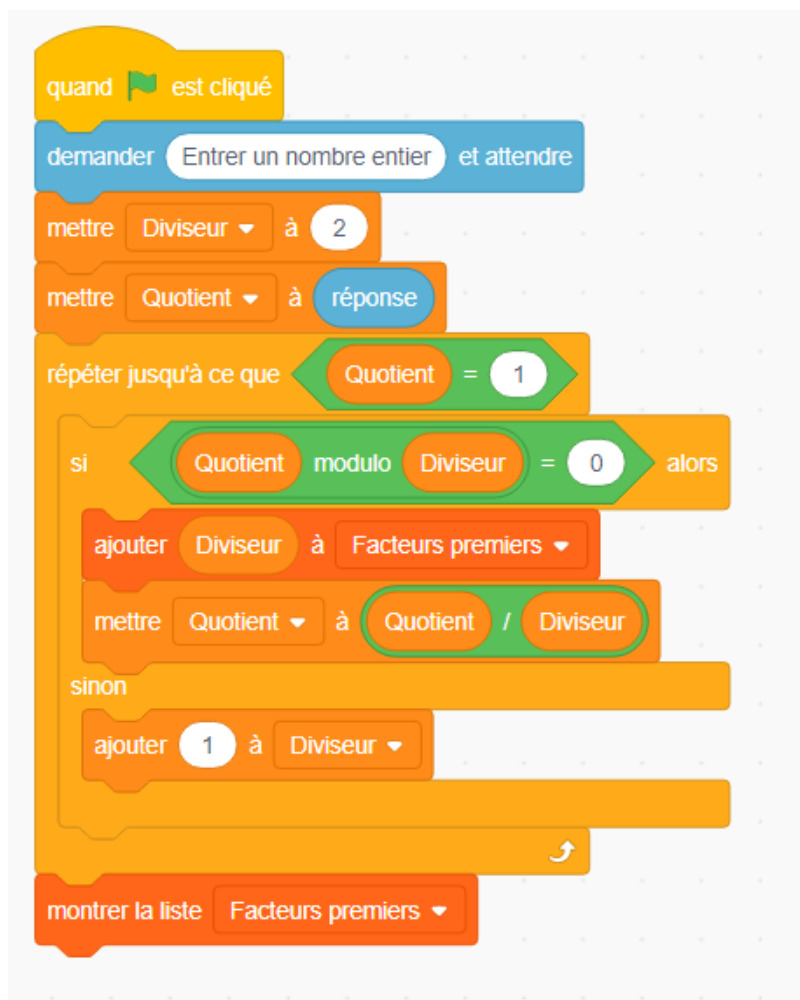 quand est cliqué
demander Entrer un nombre entier et attendre
mettre Diviseur à 2
mettre Quotient à réponse
répéter jusqu'à ce que Quotient = 1
si Quotient modulo Diviseur = 0 alors
ajouter Diviseur à Facteurs premiers
mettre Quotient à Quotient / Diviseur
sinon
ajouter 1 à Diviseur
montrer la liste Facteurs premiers